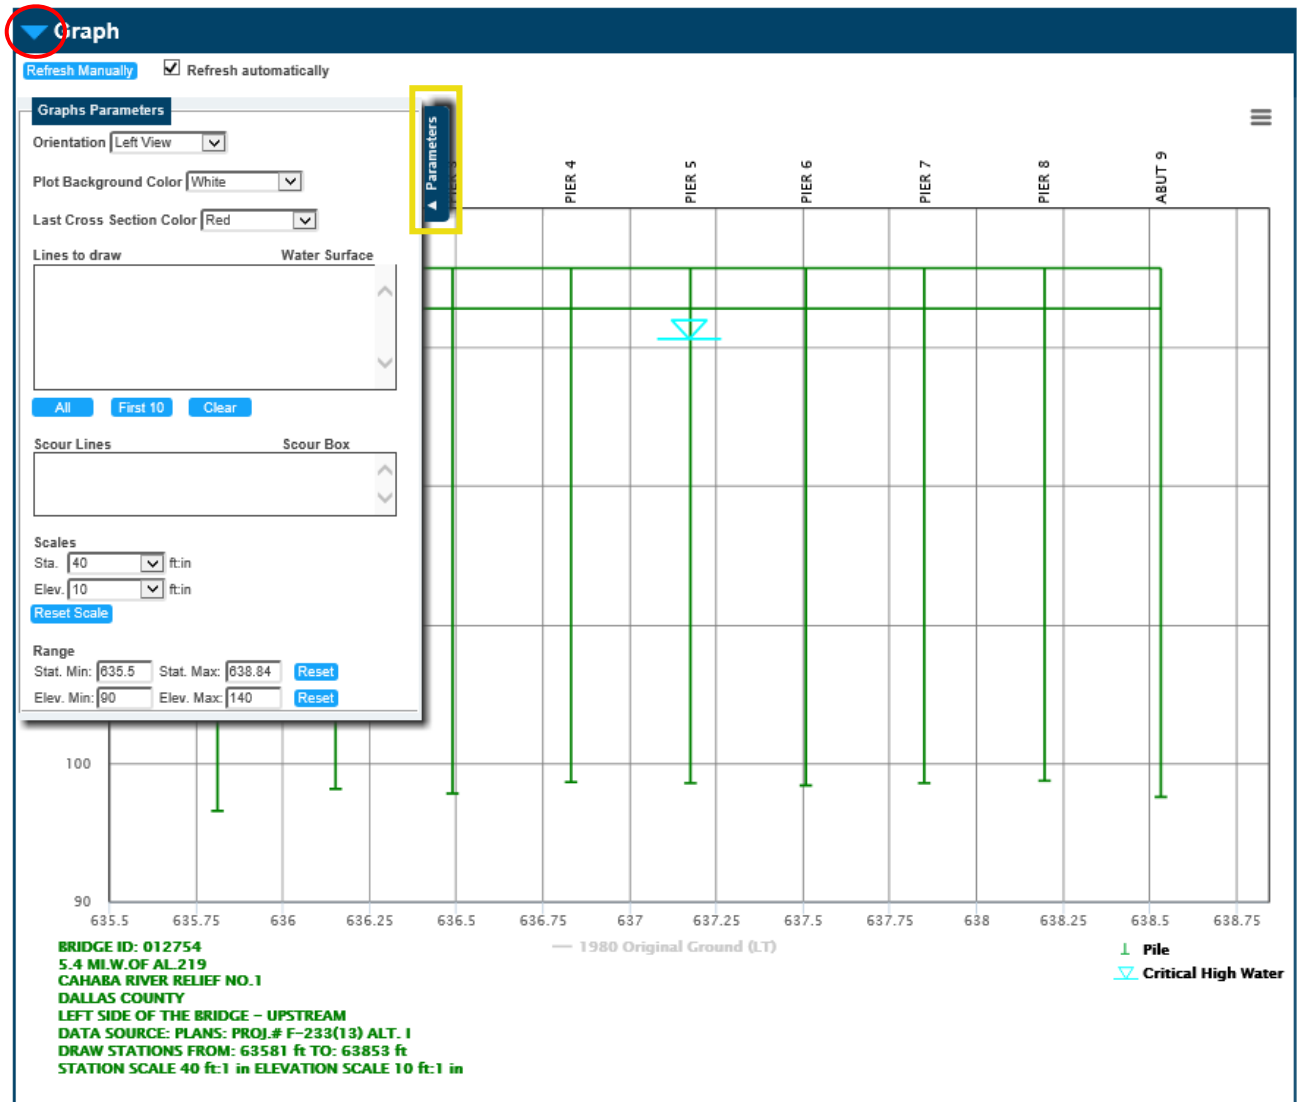 Graph
Refresh Manually Refresh automatically
Graphs Parameters
Parameters
Orientation Left View
Plot Background Color White
Last Cross Section Color Red
Lines to draw Water Surface
All First 10 Clear
Scour Lines Scour Box
Scales
Sta. 40 ft:in
Elev. 10 ft:in
Reset Scale
Range
Stat. Min: 635.5 Stat. Max: 638.84 Reset
Elev. Min: 90 Elev. Max: 140 Reset
PIER 4
PIER 5
PIER 6
PIER 7
PIER 8
ABUT 9
100
90
635.5 635.75 636 636.25 636.5 636.75 637 637.25 637.5 637.75 638 638.25 638.5 638.75
BRIDGE ID: 012754
5.4 MI.W.OF AL.219
CAHABA RIVER RELIEF NO.1
DALLAS COUNTY
LEFT SIDE OF THE BRIDGE - UPSTREAM
DATA SOURCE: PLANS: PROJ.# F-233(13) ALT. I
DRAW STATIONS FROM: 63581 ft TO: 63853 ft
STATION SCALE 40 ft:1 in ELEVATION SCALE 10 ft:1 in
1980 Original Ground (LT)
Pile
Critical High Water